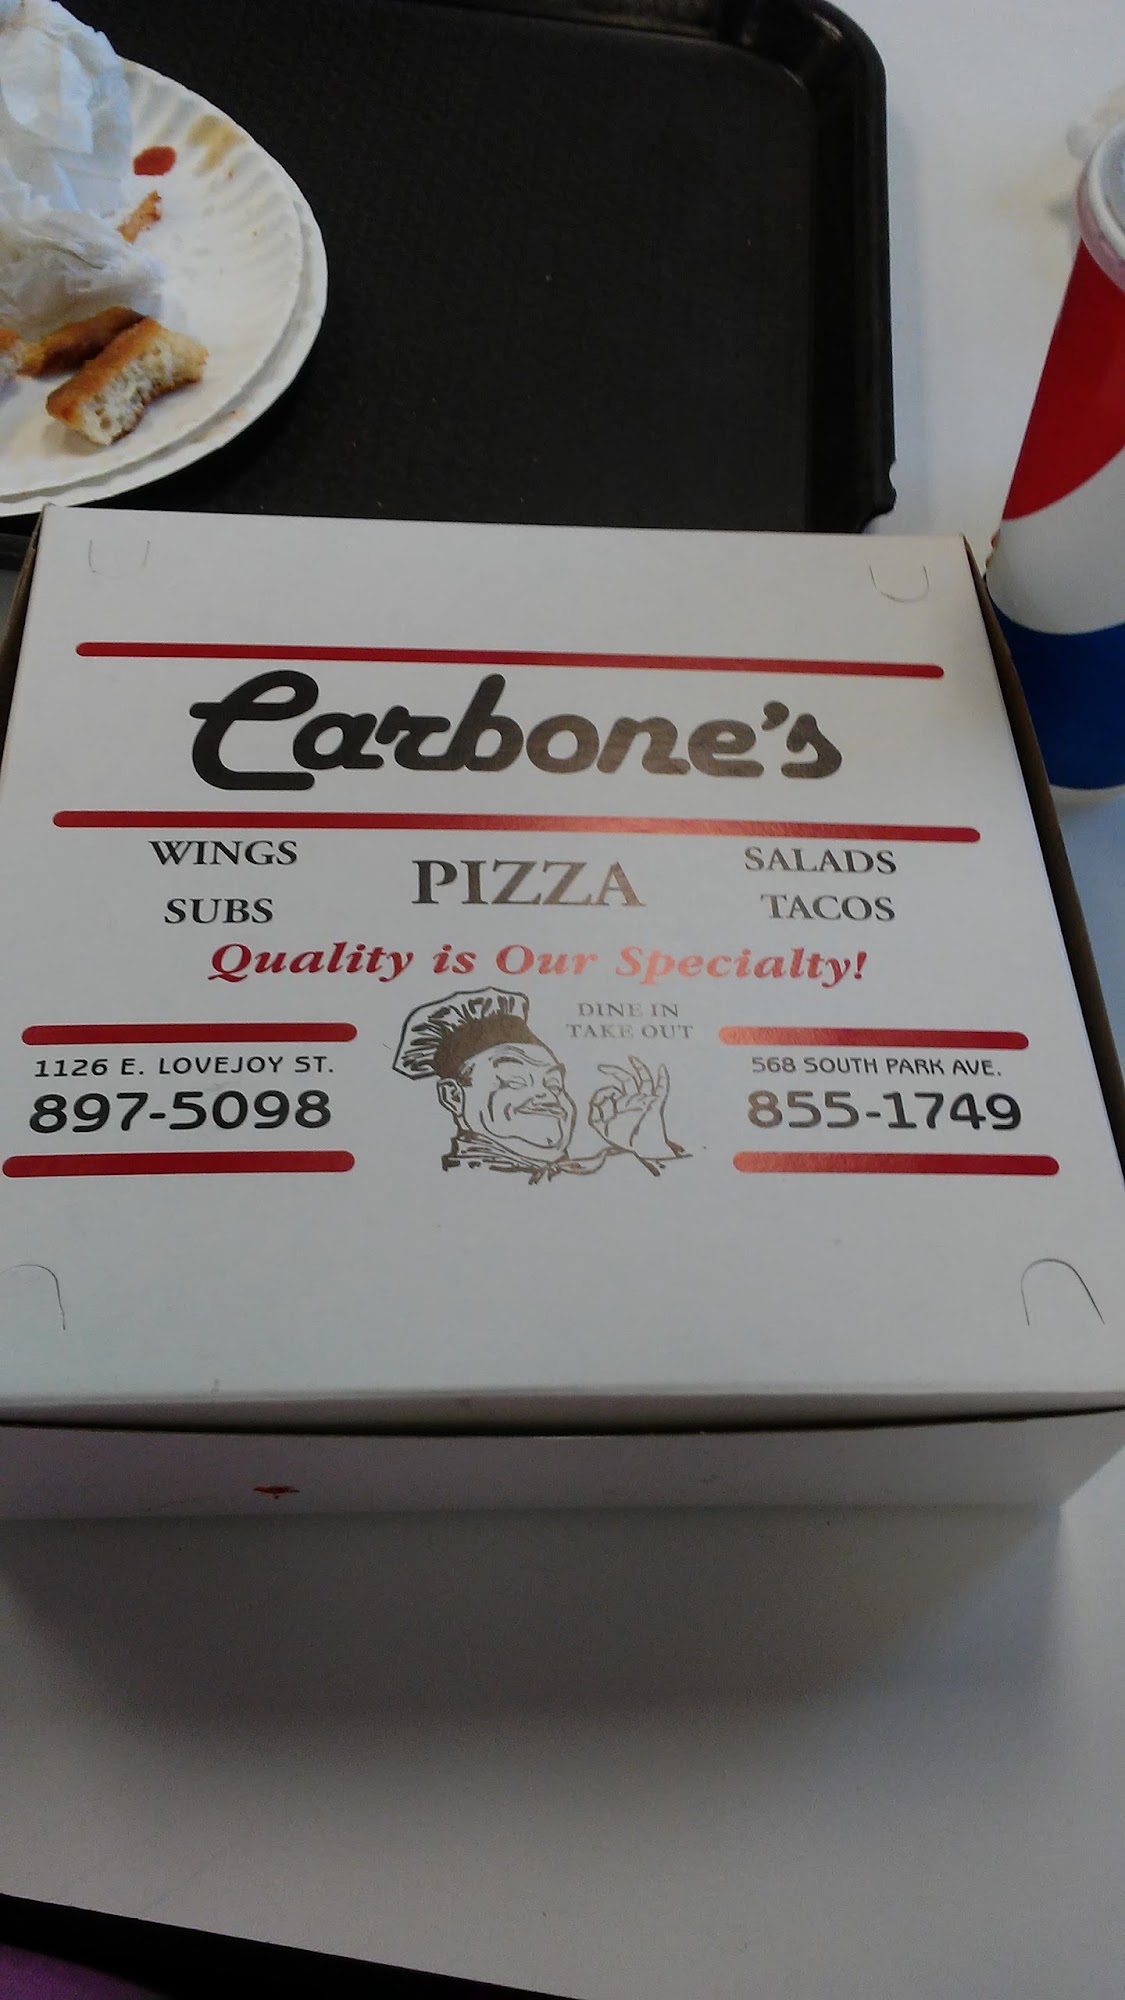 Carbone's
WINGS
SUBS
PIZZA
SALADS
TACOS
Quality is Our Specialty!
DINE IN
TAKE OUT
1126 E. LOVEJOY ST.
897-5098
568 SOUTH PARK AVE.
855-1749